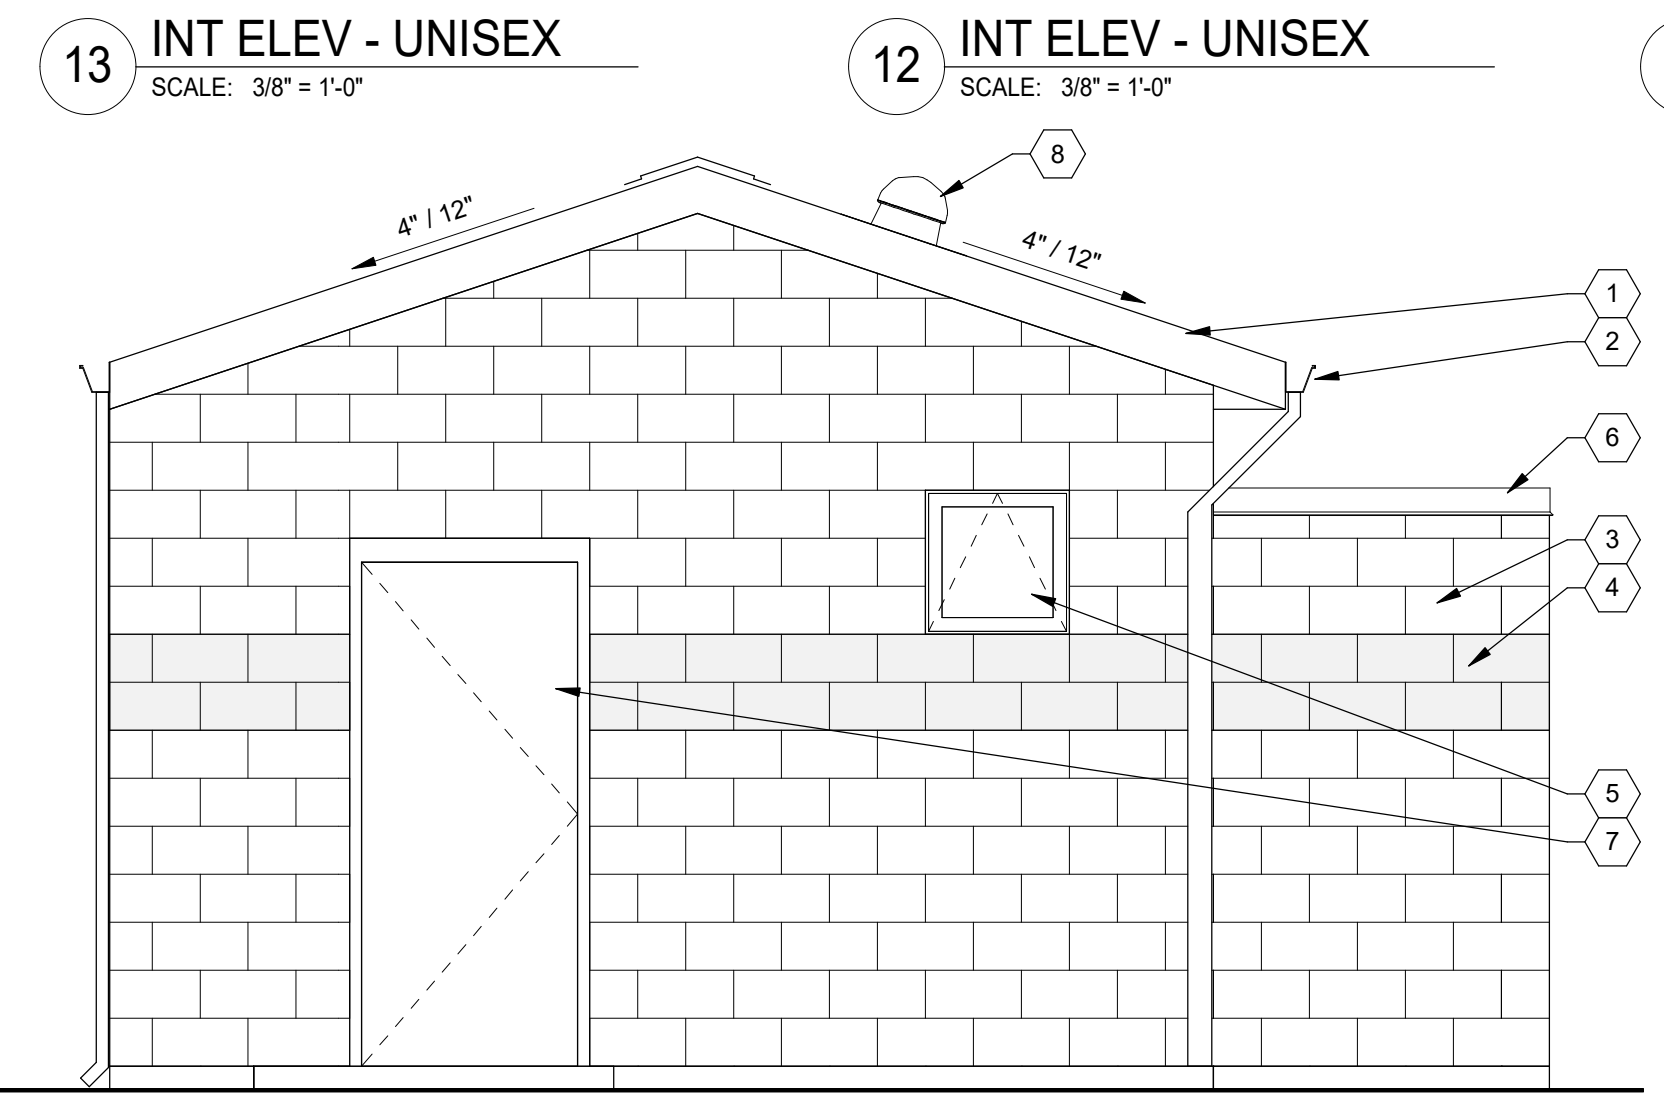 13 INT ELEV - UNISEX
SCALE: 3/8" = 1'-0"
12 INT ELEV - UNISEX
SCALE: 3/8" = 1'-0"
8
4" / 12"
4" / 12"
1
2
6
3
4
5
7